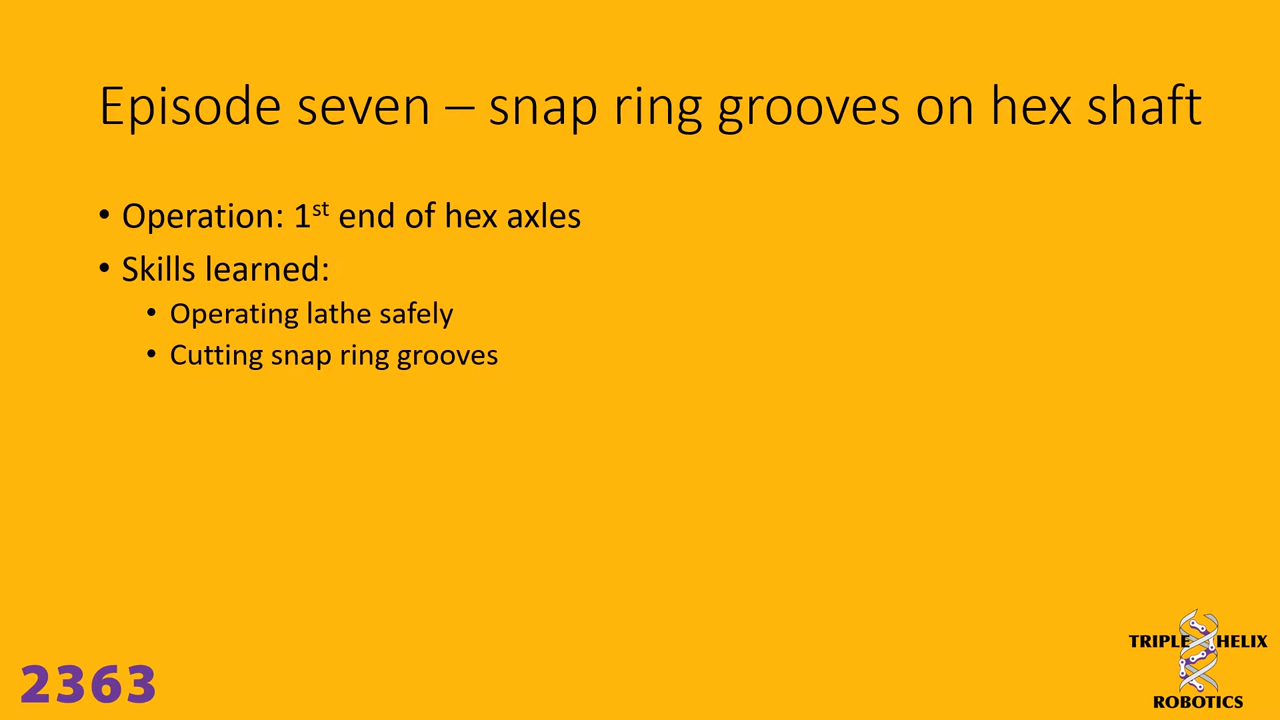 Episode seven – snap ring grooves on hex shaft
• Operation: 1st end of hex axles
• Skills learned:
• Operating lathe safely
• Cutting snap ring grooves
2363
TRIPLE HELIX
ROBOTICS